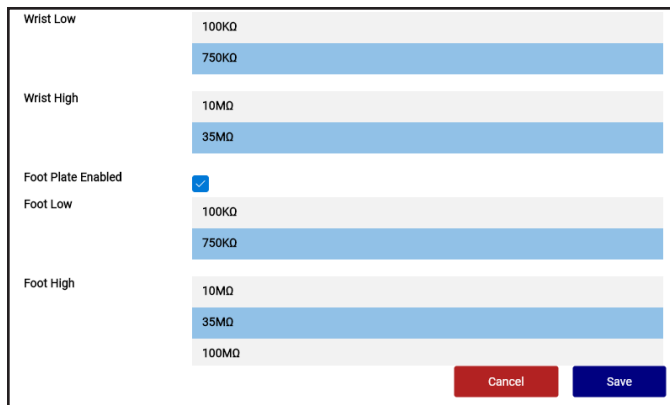 Wrist Low
100KΩ
750KΩ
Wrist High
10MΩ
35MΩ
Foot Plate Enabled
Foot Low
100KΩ
750KΩ
Foot High
10MΩ
35MΩ
100MΩ
Cancel Save